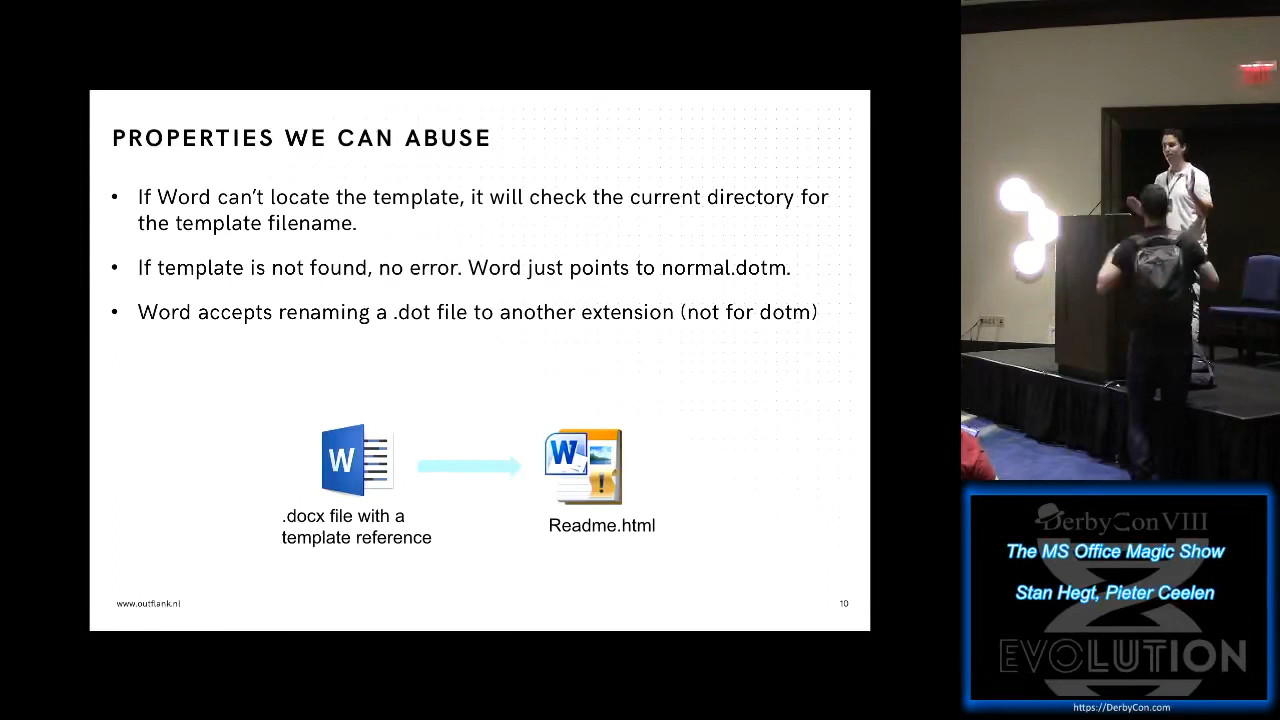 PROPERTIES WE CAN ABUSE
• If Word can't locate the template, it will check the current directory for
the template filename.
• If template is not found, no error. Word just points to normal.dotm.
• Word accepts renaming a .dot file to another extension (not for dotm)
W
W
.docx file with a
template reference
Readme.html
www.outflank.nl
10
DerbyCon VIII
The MS Office Magic Show
Stan Hegt, Pieter Ceelen
EVOLUTION
https://DerbyCon.com